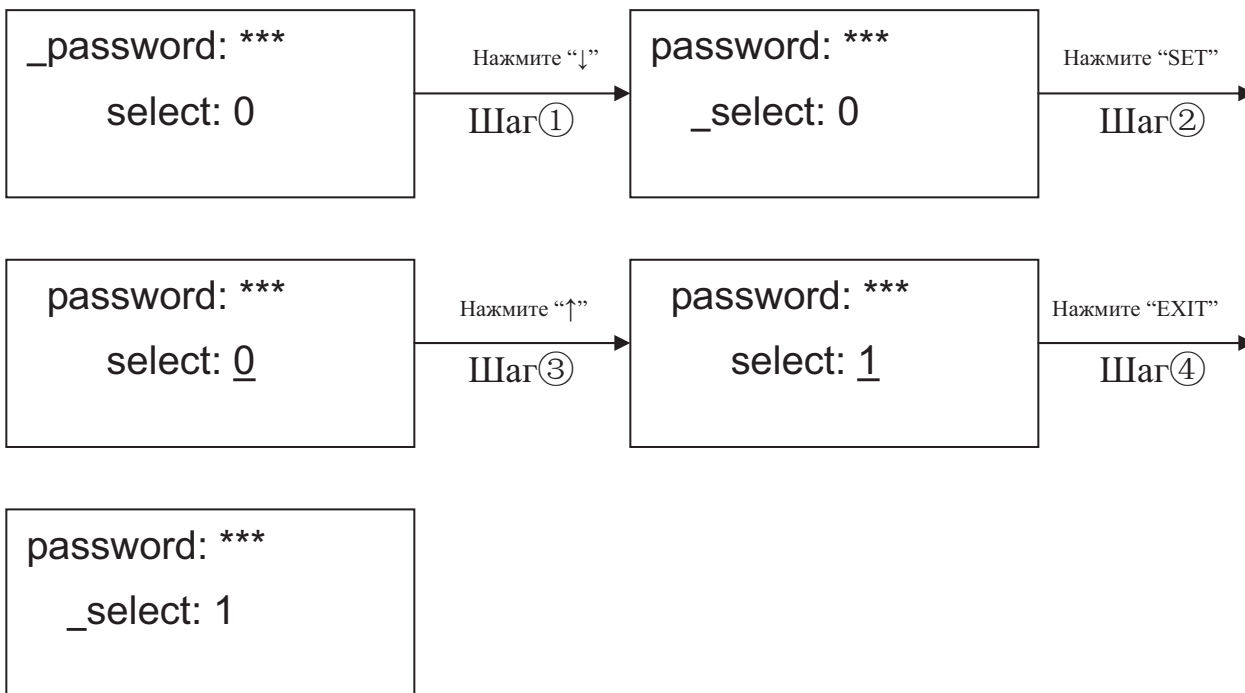 _password: ***
select: 0
Нажмите “↓”
Шаг①
password: ***
_select: 0
Нажмите “SET”
Шаг②
password: ***
select: 0
Нажмите “↑”
Шаг③
password: ***
select: 1
Нажмите “EXIT”
Шаг④
password: ***
_select: 1